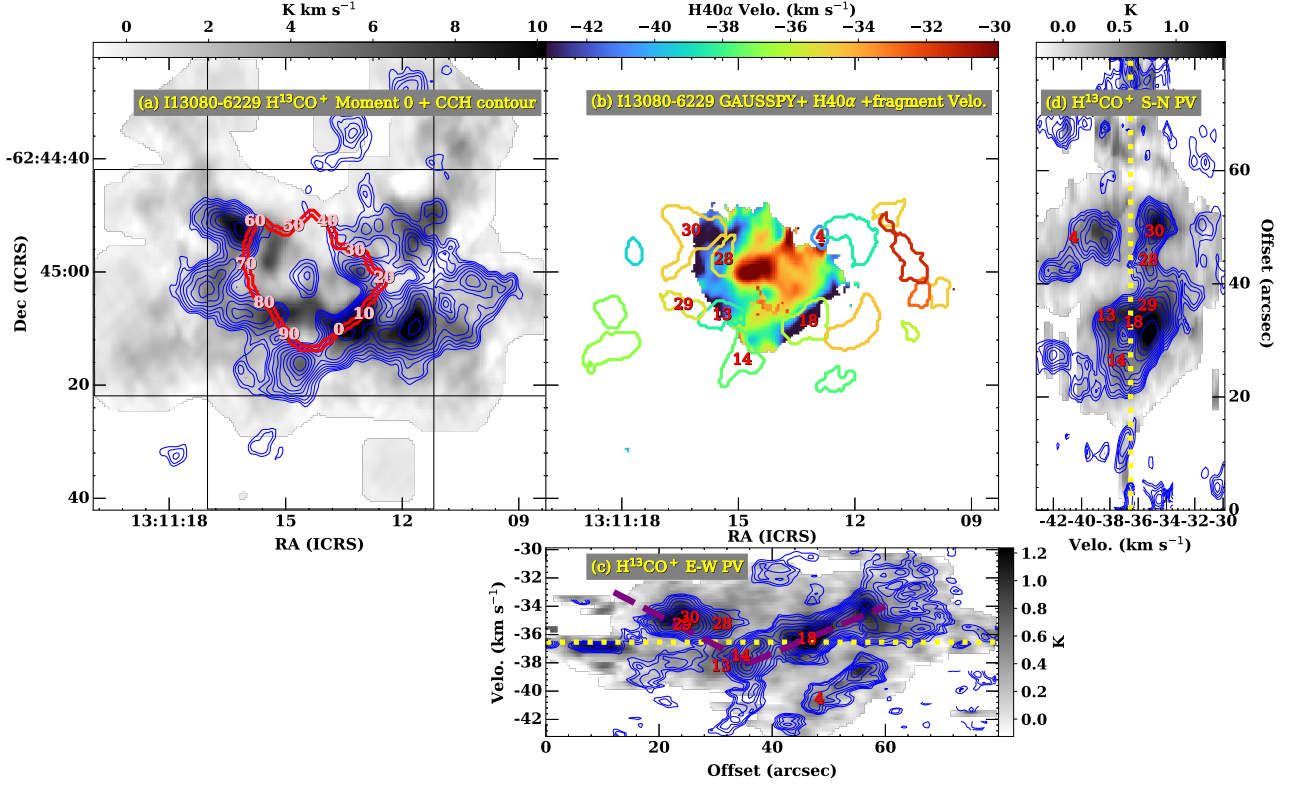 K km s⁻¹
0 2 4 6 8 10
H40α Velo. (km s⁻¹)
−42 −40 −38 −36 −34 −32 −30
K
0.0 0.5 1.0
(a) I13080-6229 H¹³CO⁺ Moment 0 + CCH contour
(b) I13080-6229 GAUSSPY+ H40α +fragment Velo.
(d) H¹³CO⁺ S-N PV
Dec (ICRS)
-62:44:40
45:00
20
40
60
50
40
30
20
10
0
90
80
70
13:11:18 15 12 09
RA (ICRS)
30
4
28
29
13
18
14
13:11:18 15 12 09
RA (ICRS)
4
30
44
29
13
18
14
60
40
20
0
Offset (arcsec)
-42-40-38-36-34-32-30
Velo. (km s⁻¹)
(c) H¹³CO⁺ E-W PV
Velo. (km s⁻¹)
-30
-32
-34
-36
-38
-40
-42
30
29
28
18
14
13
4
0 20 40 60
Offset (arcsec)
1.2
1.0
0.8
0.6
0.4
0.2
0.0
K